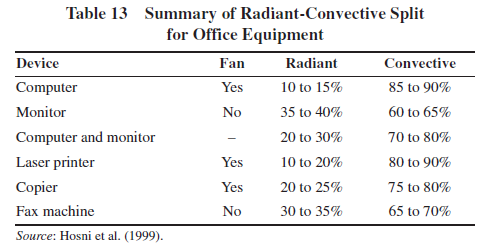 Table 13 Summary of Radiant-Convective Split
for Office Equipment
Device Fan Radiant Convective
Computer Yes 10 to 15% 85 to 90%
Monitor No 35 to 40% 60 to 65%
Computer and monitor – 20 to 30% 70 to 80%
Laser printer Yes 10 to 20% 80 to 90%
Copier Yes 20 to 25% 75 to 80%
Fax machine No 30 to 35% 65 to 70%
Source: Hosni et al. (1999).